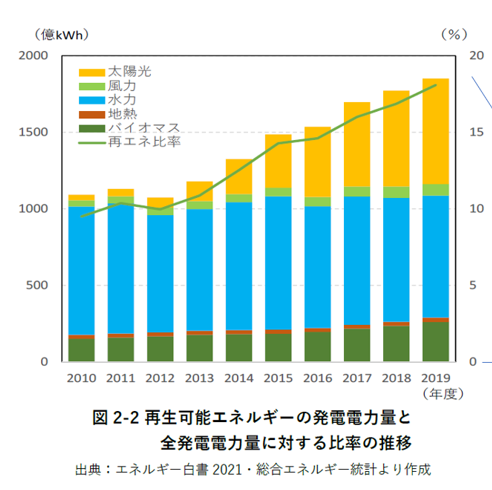 （億kWh）
（％）
2000
1500
1000
500
0
20
15
10
5
0
太陽光
風力
水力
地熱
バイオマス
再エネ比率
2010 2011 2012 2013 2014 2015 2016 2017 2018 2019
（年度）
図 2-2 再生可能エネルギーの発電電力量と
全発電電力量に対する比率の推移
出典：エネルギー白書 2021・総合エネルギー統計より作成